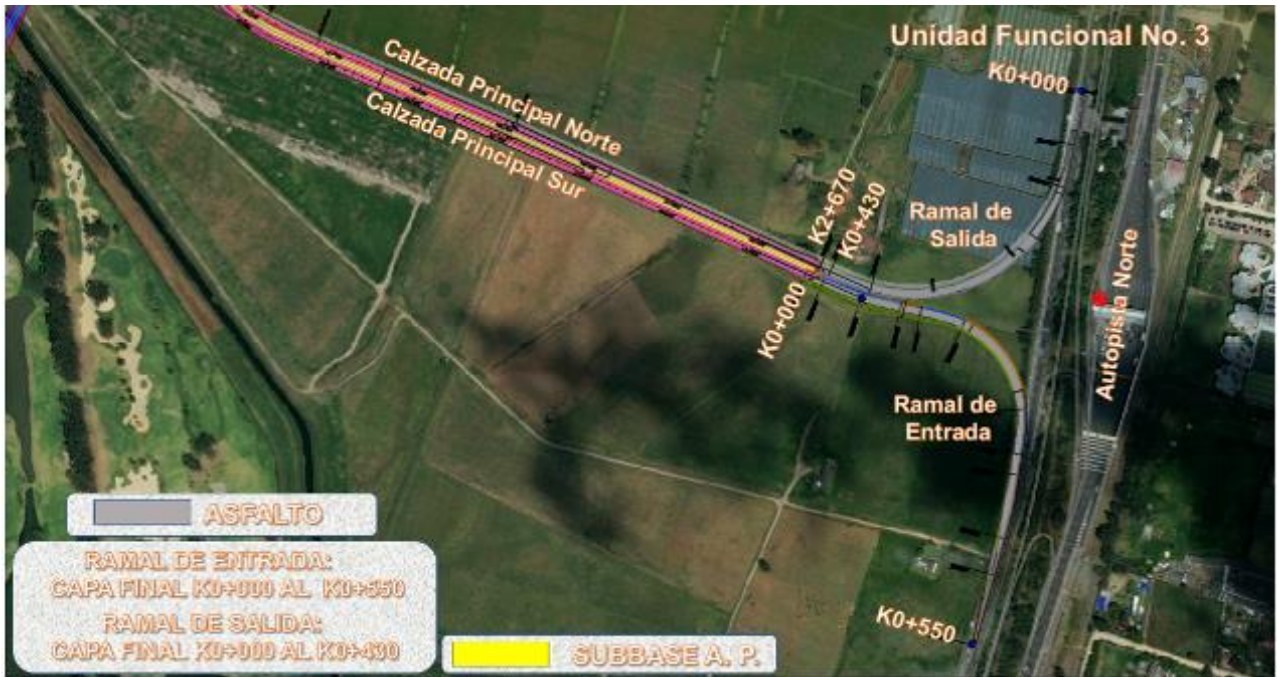 Unidad Funcional No. 3
K0+000
Calzada Principal Norte
Calzada Principal Sur
K2+670
K0+430
Ramal de
Salida
K0+000
Autopista Norte
Ramal de
Entrada
K0+550
ASFALTO
RAMAL DE ENTRADA:
CAPA FINAL K0+000 AL K0+550
RAMAL DE SALIDA:
CAPA FINAL K0+000 AL K0+430
SUBBASE A. P.